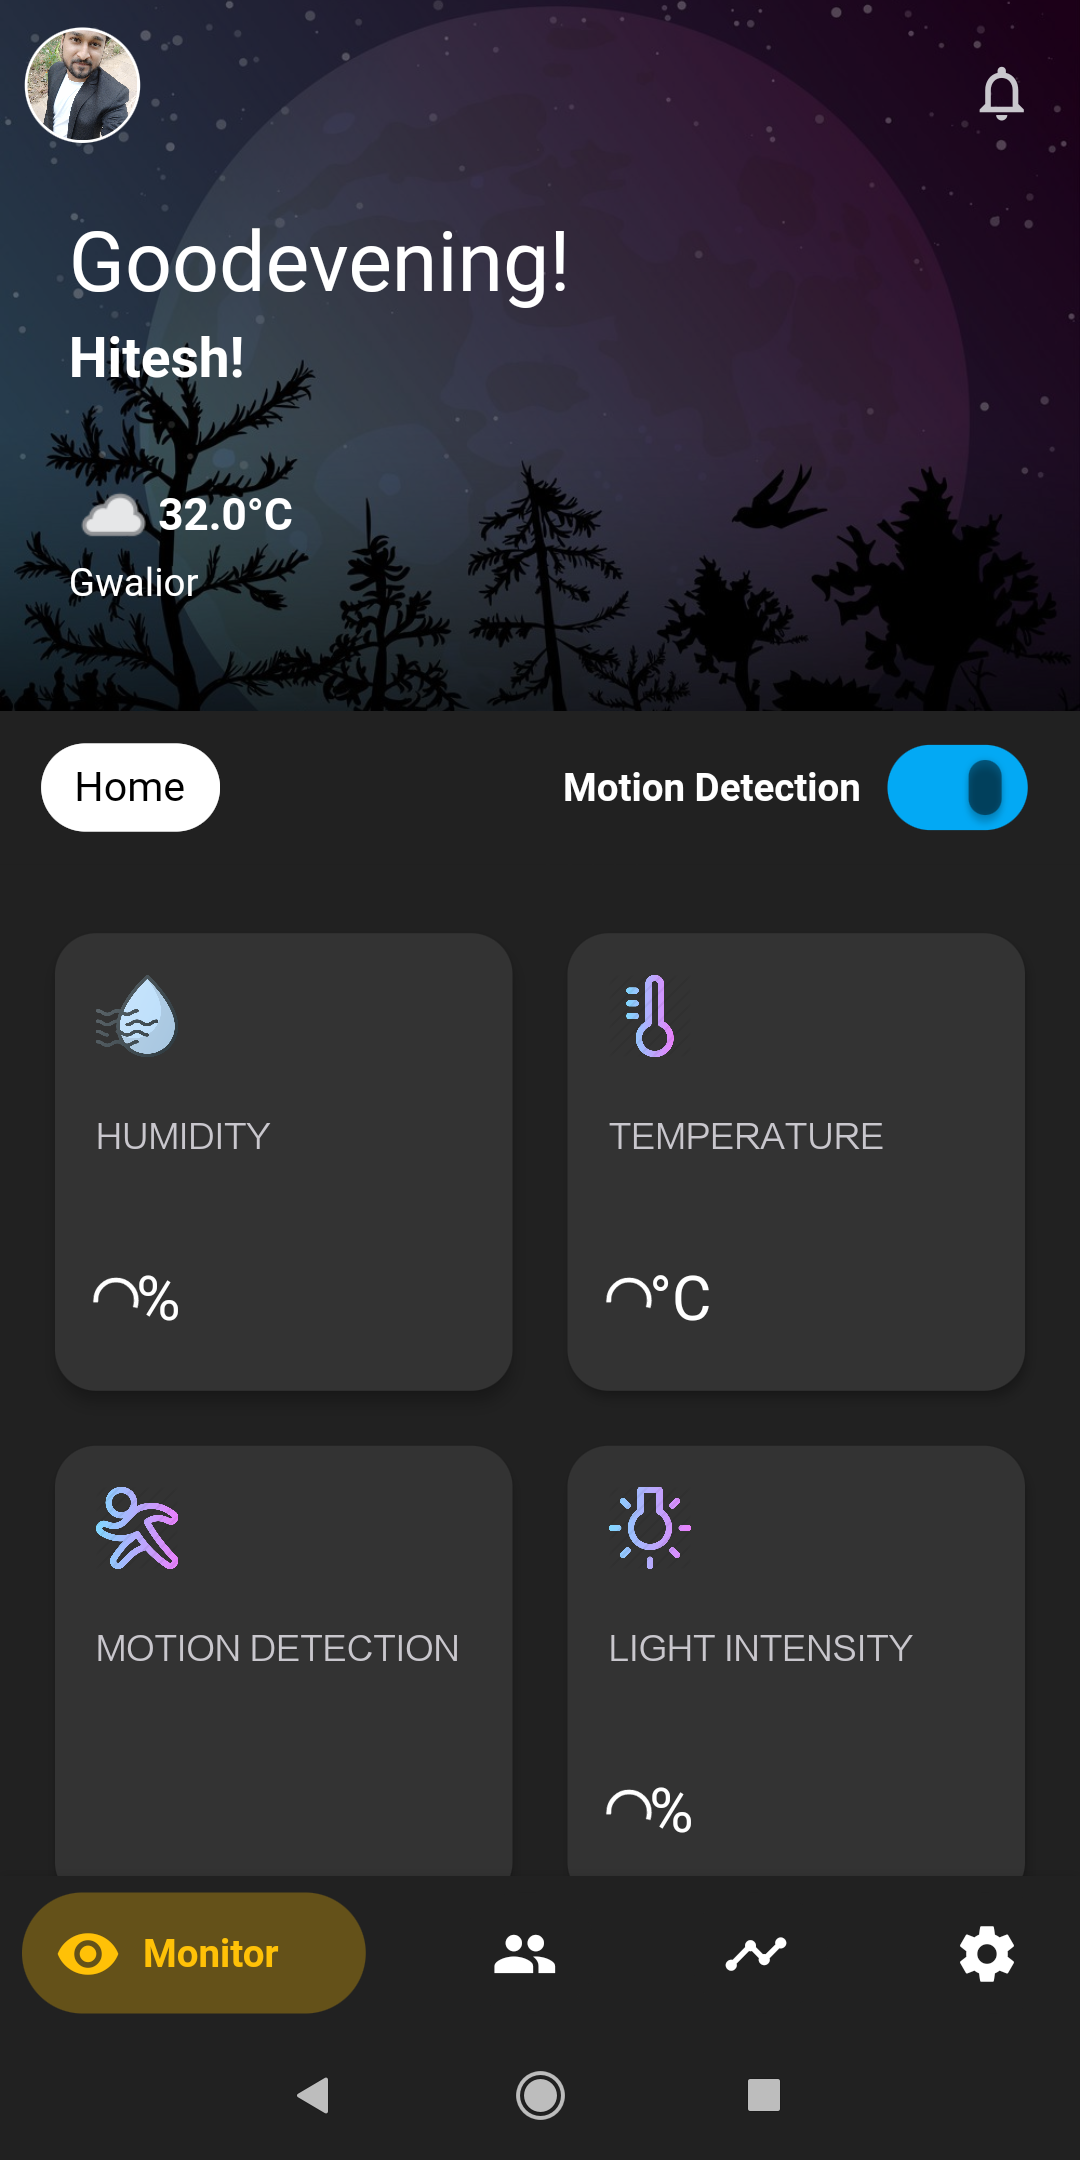 Goodevening!
Hitesh!
32.0°C
Gwalior
Home
Motion Detection
HUMIDITY
TEMPERATURE
%
°C
MOTION DETECTION
LIGHT INTENSITY
%
Monitor